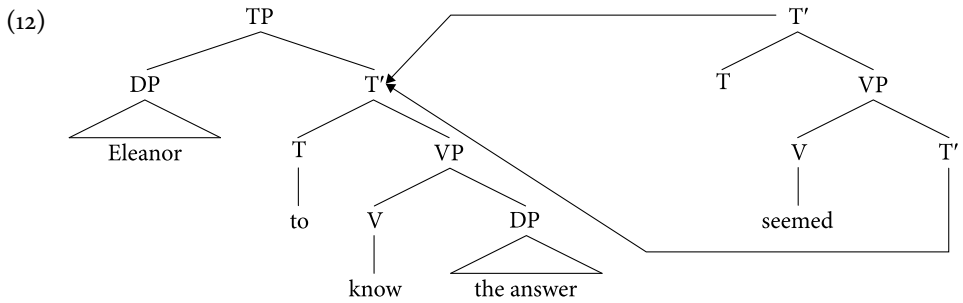 (12) TP T′
DP T′ T VP
Eleanor T VP V T′
to V DP seemed
know the answer